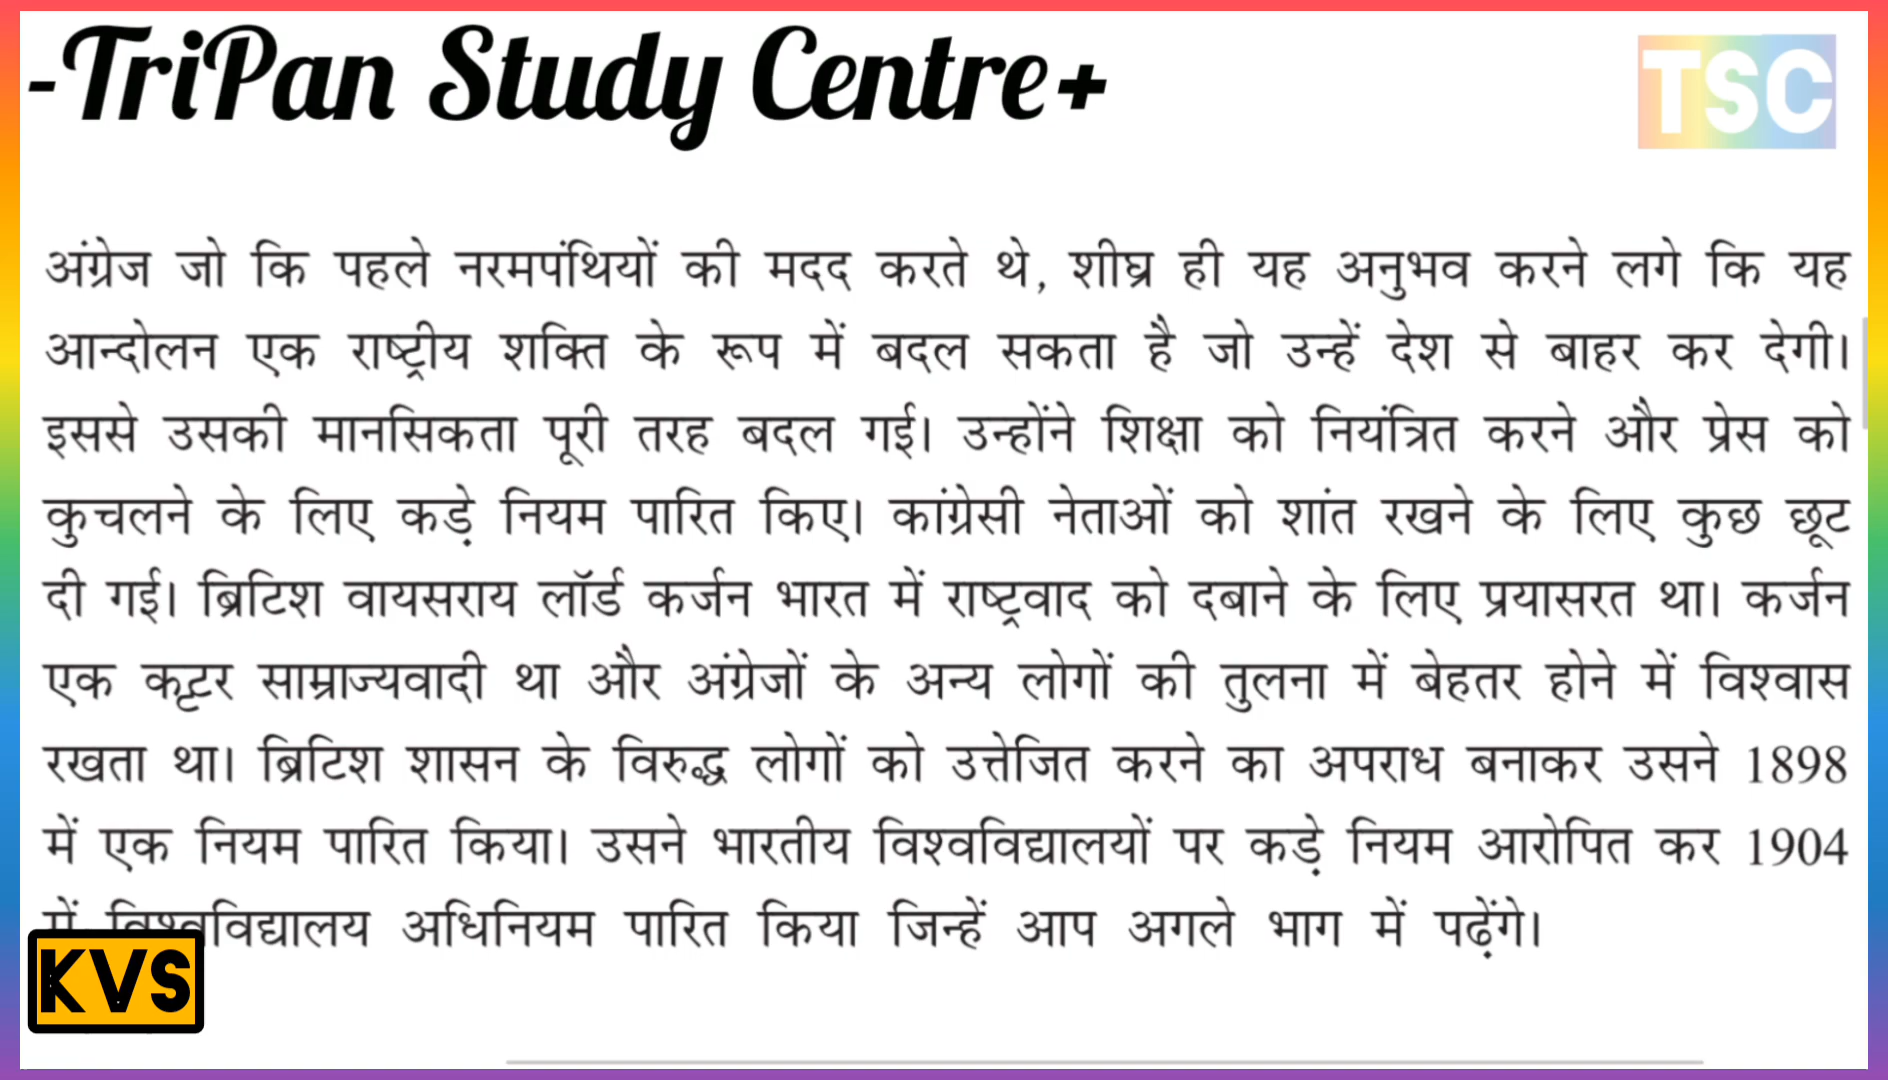 -TriPan Study Centre+
TSC
अंग्रेज जो कि पहले नरमपंथियों की मदद करते थे, शीघ्र ही यह अनुभव करने लगे कि यह
आन्दोलन एक राष्ट्रीय शक्ति के रूप में बदल सकता है जो उन्हें देश से बाहर कर देगी।
इससे उसकी मानसिकता पूरी तरह बदल गई। उन्होंने शिक्षा को नियंत्रित करने और प्रेस को
कुचलने के लिए कड़े नियम पारित किए। कांग्रेसी नेताओं को शांत रखने के लिए कुछ छूट
दी गई। ब्रिटिश वायसराय लॉर्ड कर्जन भारत में राष्ट्रवाद को दबाने के लिए प्रयासरत था। कर्जन
एक कट्टर साम्राज्यवादी था और अंग्रेजों के अन्य लोगों की तुलना में बेहतर होने में विश्वास
रखता था। ब्रिटिश शासन के विरुद्ध लोगों को उत्तेजित करने का अपराध बनाकर उसने 1898
में एक नियम पारित किया। उसने भारतीय विश्वविद्यालयों पर कड़े नियम आरोपित कर 1904
में विश्वविद्यालय अधिनियम पारित किया जिन्हें आप अगले भाग में पढ़ेंगे।
KVS